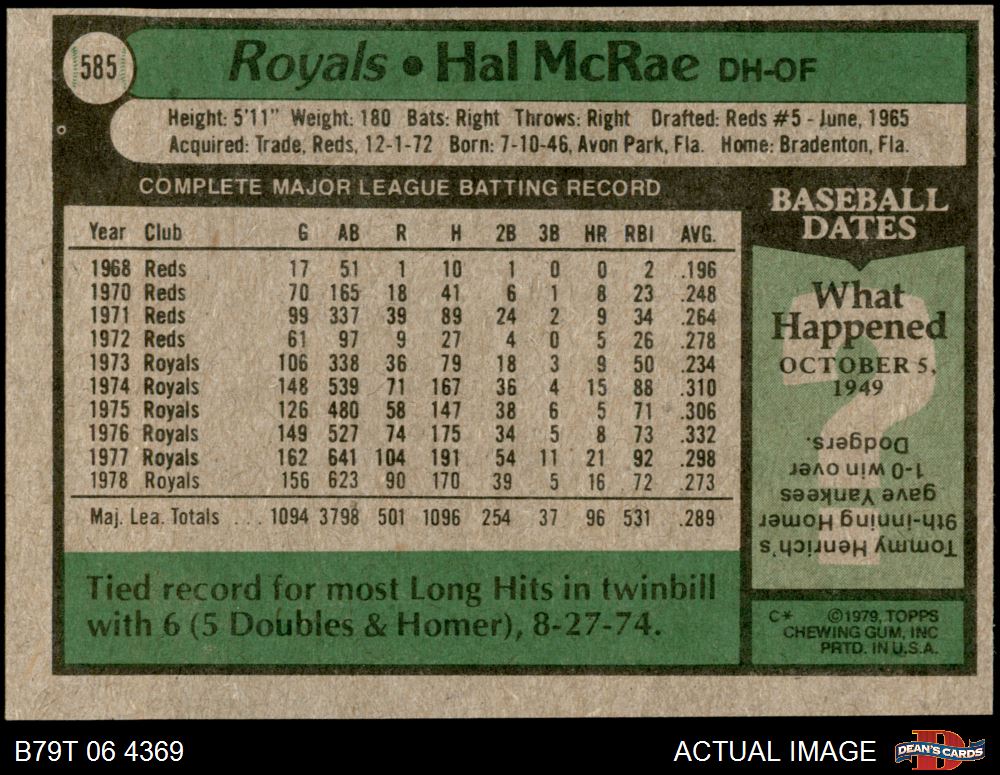 585
Royals • Hal McRae DH-OF
Height: 5'11" Weight: 180 Bats: Right Throws: Right Drafted: Reds #5 - June, 1965
Acquired: Trade, Reds, 12-1-72 Born: 7-10-46, Avon Park, Fla. Home: Bradenton, Fla.
COMPLETE MAJOR LEAGUE BATTING RECORD
Year Club G AB R H 2B 3B HR RBI AVG.
1968 Reds 17 51 1 10 1 0 0 2 .196
1970 Reds 70 165 18 41 6 1 8 23 .248
1971 Reds 99 337 39 89 24 2 9 34 .264
1972 Reds 61 97 9 27 4 0 5 26 .278
1973 Royals 106 338 36 79 18 3 9 50 .234
1974 Royals 148 539 71 167 36 4 15 88 .310
1975 Royals 126 480 58 147 38 6 5 71 .306
1976 Royals 149 527 74 175 34 5 8 73 .332
1977 Royals 162 641 104 191 54 11 21 92 .298
1978 Royals 156 623 90 170 39 5 16 72 .273
Maj. Lea. Totals ... 1094 3798 501 1096 254 37 96 531 .289
Tied record for most Long Hits in twinbill
with 6 (5 Doubles & Homer), 8-27-74.
BASEBALL
DATES
What
Happened
OCTOBER 5,
1949
?
Tommy Henrich's
9th-inning Homer
gave Yankees
1-0 win over
Dodgers.
C* ©1979, TOPPS
CHEWING GUM, INC
PRTD. IN U.S.A.
B79T 06 4369
ACTUAL IMAGE
DEAN'S CARDS
D